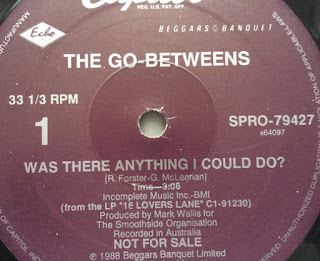 Capitol
REG. U.S. PAT. OFF.
Echo
BEGGARS BANQUET
THE GO-BETWEENS
33 1/3 RPM
SPRO-79427
1
x64097
WAS THERE ANYTHING I COULD DO?
(R. Forster-G. McLennan)
Time—3:06
Incomplete Music Inc.-BMI
(from the LP "16 LOVERS LANE" C1-91230)
Produced by Mark Wallis for
The Smoothside Organisation
Recorded in Australia
NOT FOR SALE
℗ 1988 Beggars Banquet Limited